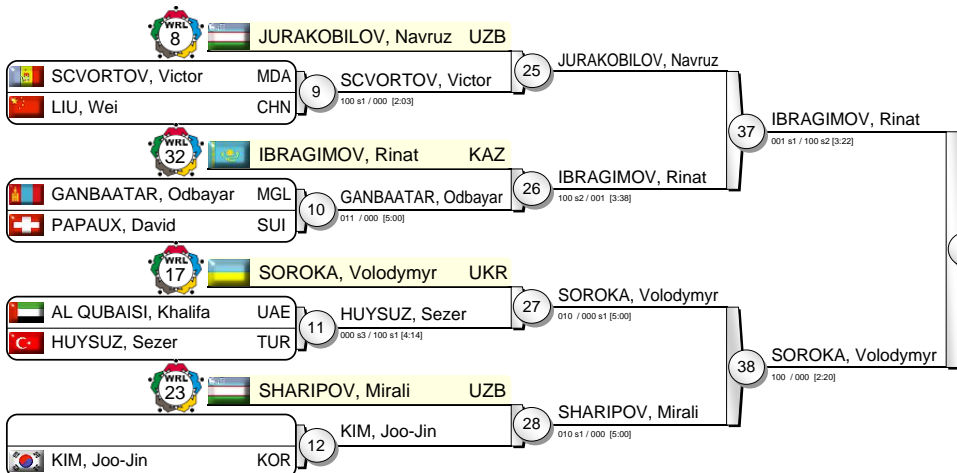 WRL
8
JURAKOBILOV, Navruz UZB
SCVORTOV, Victor MDA
LIU, Wei CHN
9
SCVORTOV, Victor
100 s1 / 000 [2:03]
25
JURAKOBILOV, Navruz
WRL
32
IBRAGIMOV, Rinat KAZ
GANBAATAR, Odbayar MGL
PAPAUX, David SUI
10
GANBAATAR, Odbayar
011 / 000 [5:00]
26
IBRAGIMOV, Rinat
100 s2 / 001 [3:38]
37
IBRAGIMOV, Rinat
001 s1 / 100 s2 [3:22]
WRL
17
SOROKA, Volodymyr UKR
AL QUBAISI, Khalifa UAE
HUYSUZ, Sezer TUR
11
HUYSUZ, Sezer
000 s3 / 100 s1 [4:14]
27
SOROKA, Volodymyr
010 / 000 s1 [5:00]
WRL
23
SHARIPOV, Mirali UZB
KIM, Joo-Jin KOR
12
KIM, Joo-Jin
28
SHARIPOV, Mirali
010 s1 / 000 [5:00]
38
SOROKA, Volodymyr
100 / 000 [2:20]